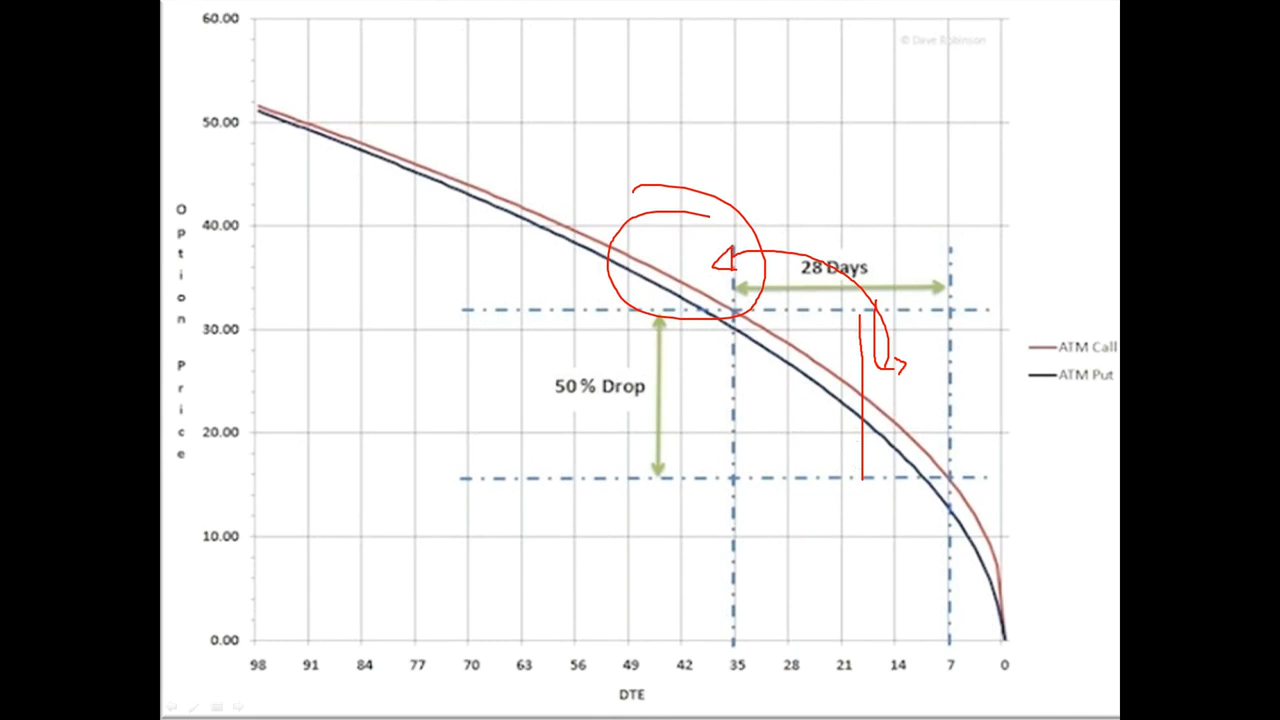 60.00
© Dave Robinson
50.00
40.00
30.00
20.00
10.00
0.00
Option Price
28 Days
50% Drop
ATM Call
ATM Put
98 91 84 77 70 63 56 49 42 35 28 21 14 7 0
DTE